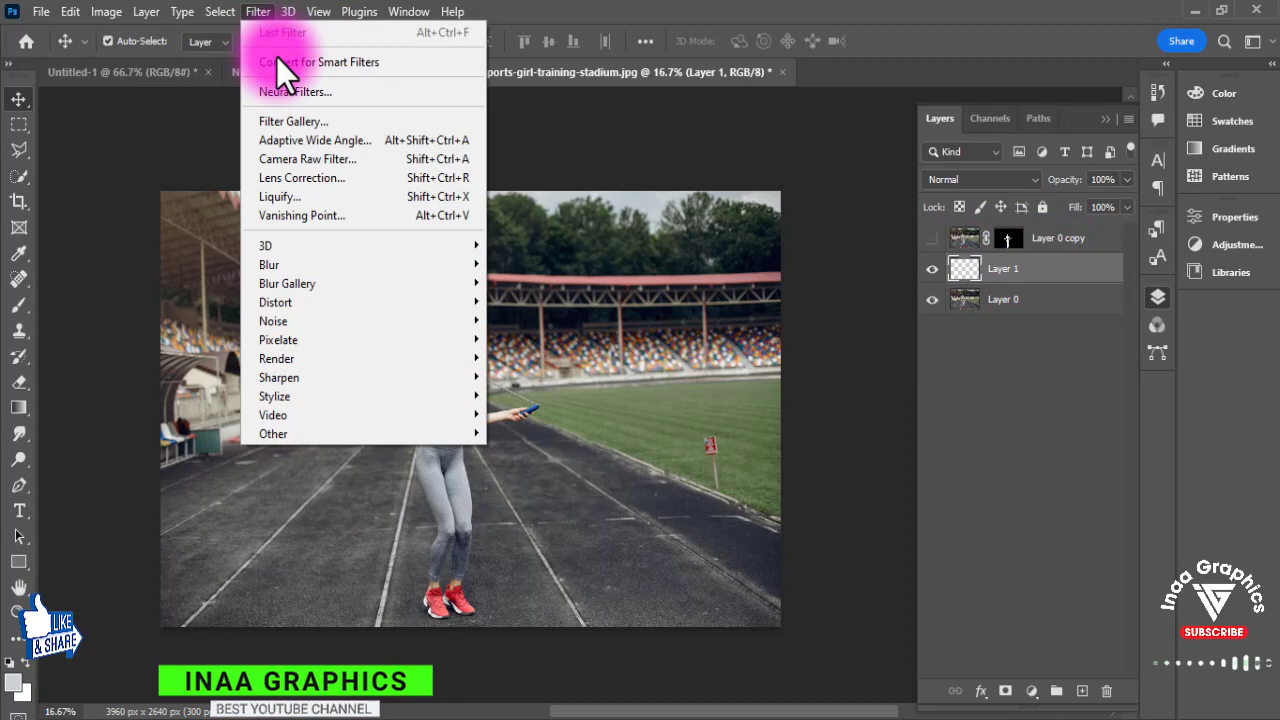 Ps File Edit Image Layer Type Select Filter 3D View Plugins Window Help
Auto-Select: Layer 3D Mode: Share
Untitled-1 @ 66.7% (RGB/8#) * × ports-girl-training-stadium.jpg @ 16.7% (Layer 1, RGB/8) * ×
Last Filter Alt+Ctrl+F
Convert for Smart Filters
Neural Filters...
Filter Gallery...
Adaptive Wide Angle... Alt+Shift+Ctrl+A
Camera Raw Filter... Shift+Ctrl+A
Lens Correction... Shift+Ctrl+R
Liquify... Shift+Ctrl+X
Vanishing Point... Alt+Ctrl+V
3D
Blur
Blur Gallery
Distort
Noise
Pixelate
Render
Sharpen
Stylize
Video
Other
Layers Channels Paths
Kind
Normal Opacity: 100%
Lock: Fill: 100%
Layer 0 copy
Layer 1
Layer 0
Color
Swatches
Gradients
Patterns
Properties
Adjustme...
Libraries
LIKE
& SHARE
INAA GRAPHICS
BEST YOUTUBE CHANNEL
Inaa Graphics
SUBSCRIBE
16.67% 3960 px x 2640 px (300 p